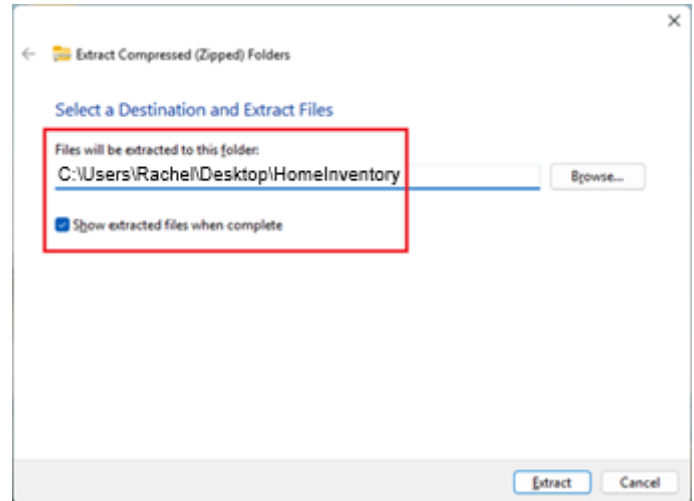 Extract Compressed (Zipped) Folders
Select a Destination and Extract Files
Files will be extracted to this folder:
C:\Users\Rachel\Desktop\HomeInventory
Browse...
Show extracted files when complete
Extract
Cancel